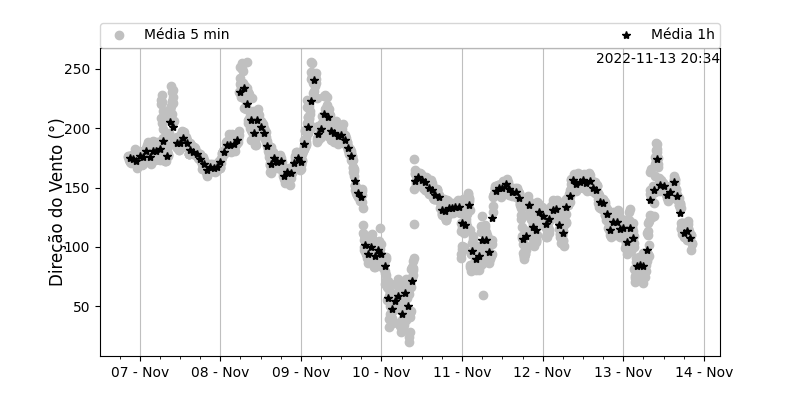 Média 5 min
Média 1h
2022-11-13 20:34
Direção do Vento (°)
250
200
150
100
50
07 - Nov
08 - Nov
09 - Nov
10 - Nov
11 - Nov
12 - Nov
13 - Nov
14 - Nov